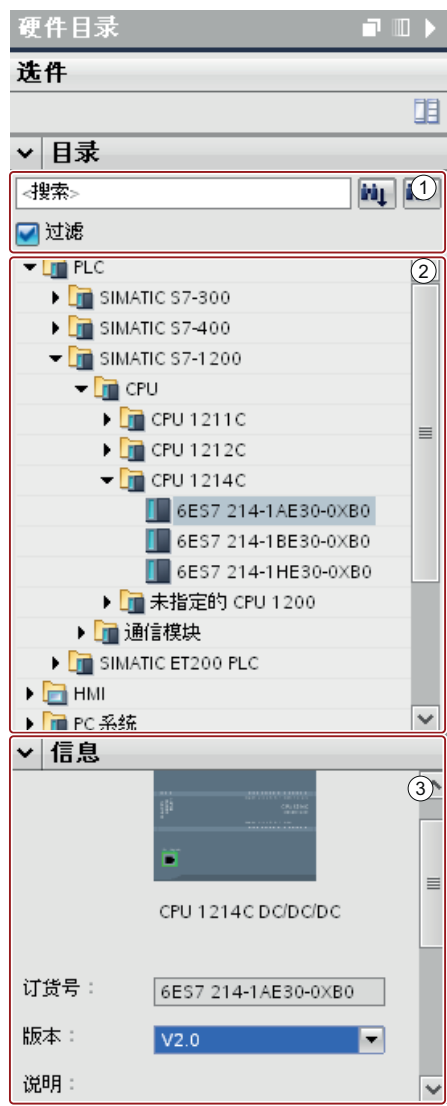 硬件目录
选件
目录
<搜索>
①
过滤
②
PLC
SIMATIC S7-300
SIMATIC S7-400
SIMATIC S7-1200
CPU
CPU 1211C
CPU 1212C
CPU 1214C
6ES7 214-1AE30-0XB0
6ES7 214-1BE30-0XB0
6ES7 214-1HE30-0XB0
未指定的 CPU 1200
通信模块
SIMATIC ET200 PLC
HMI
PC 系统
信息
③
CPU 1214C DC/DC/DC
订货号：
6ES7 214-1AE30-0XB0
版本：
V2.0
说明：